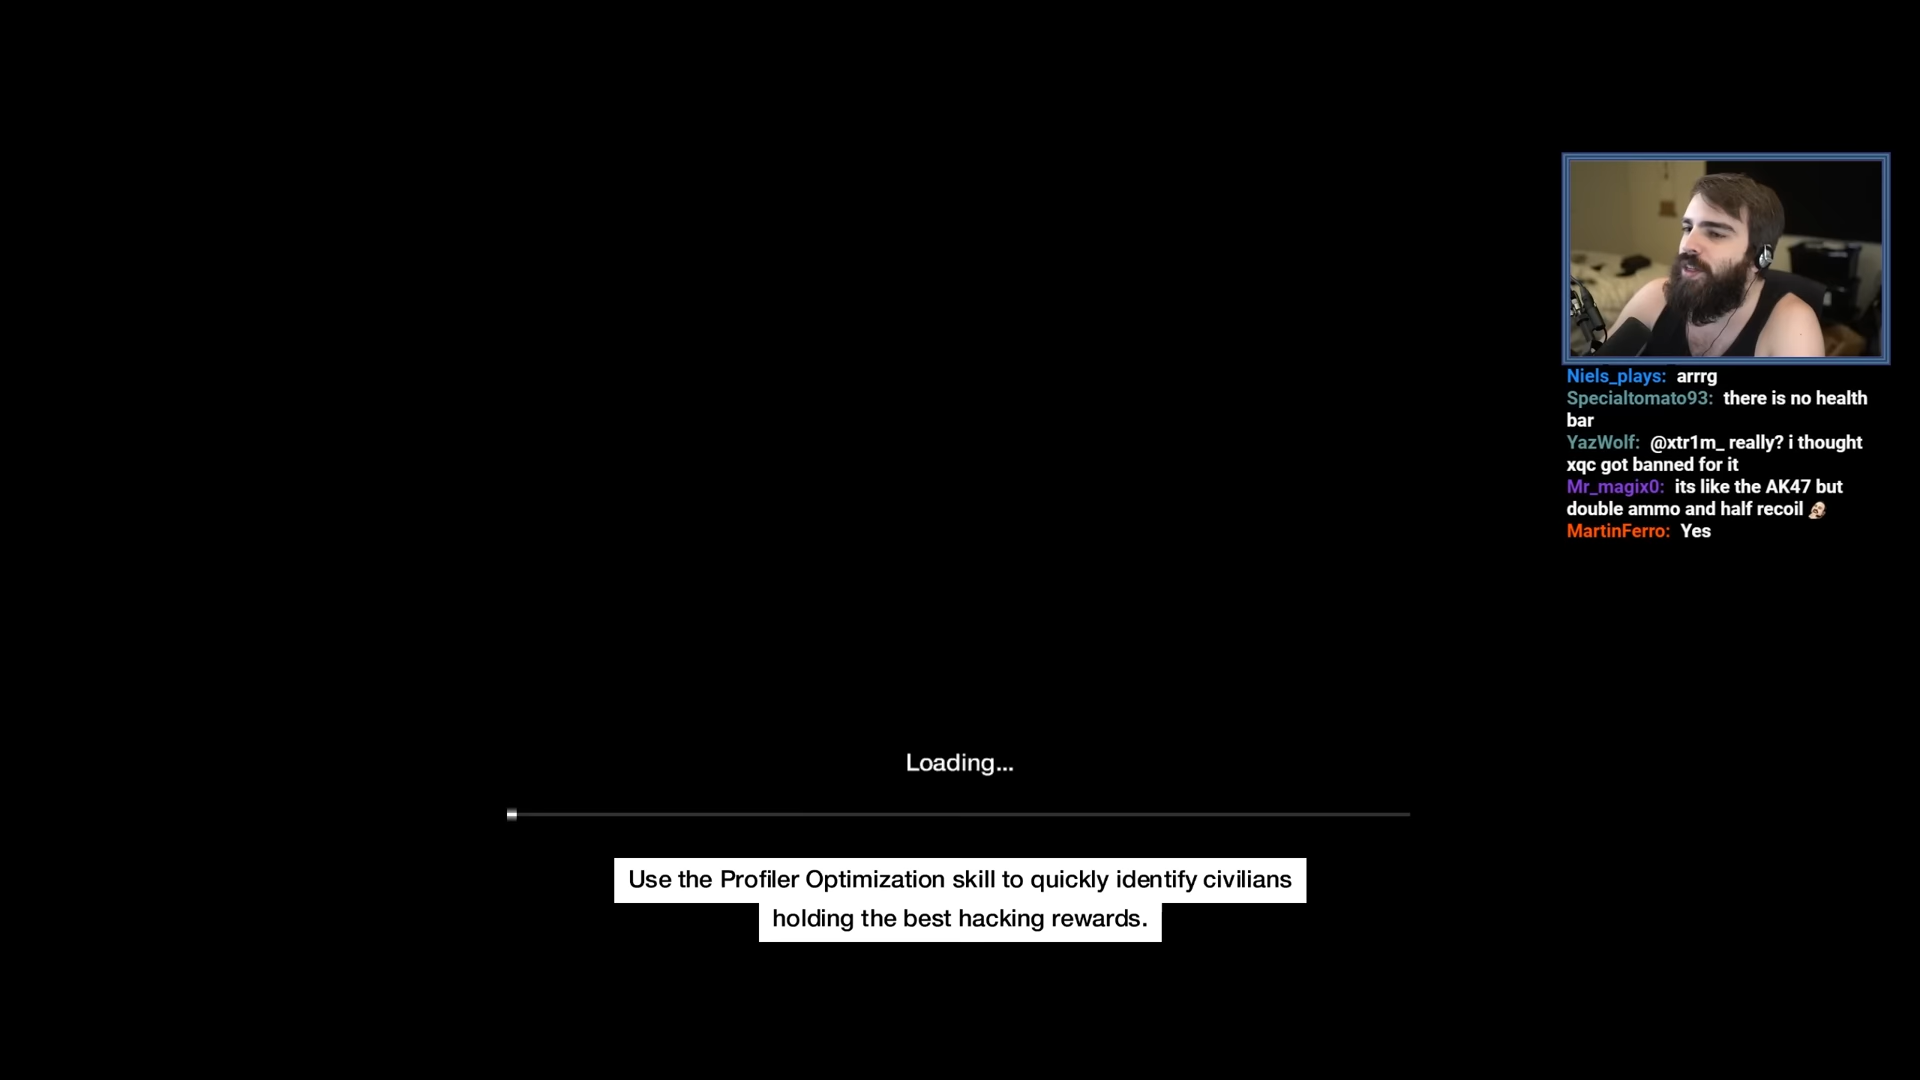 Niels_plays: arrrg
Specialtomato93: there is no health
bar
YazWolf: @xtr1m_ really? i thought
xqc got banned for it
Mr_magix0: its like the AK47 but
double ammo and half recoil
MartinFerro: Yes
Loading...
Use the Profiler Optimization skill to quickly identify civilians
holding the best hacking rewards.